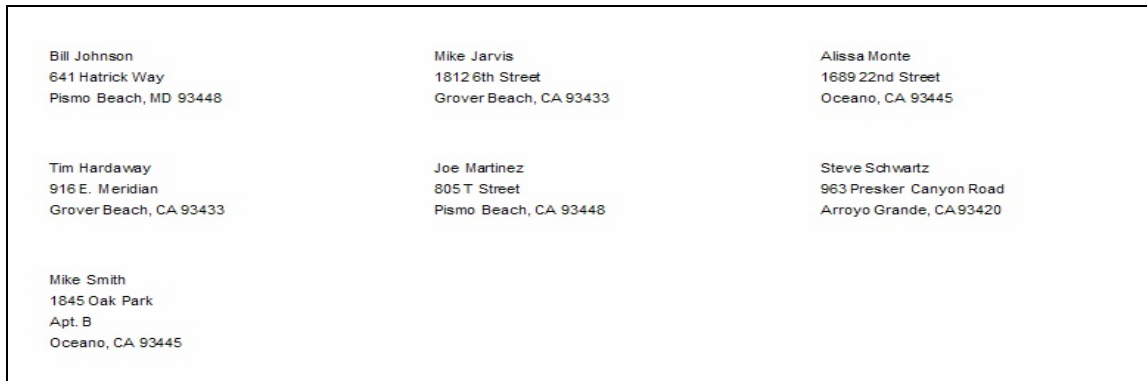 Bill Johnson
641 Hatrick Way
Pismo Beach, MD 93448
Mike Jarvis
1812 6th Street
Grover Beach, CA 93433
Alissa Monte
1689 22nd Street
Oceano, CA 93445
Tim Hardaway
916 E. Meridian
Grover Beach, CA 93433
Joe Martinez
805 T Street
Pismo Beach, CA 93448
Steve Schwartz
963 Presker Canyon Road
Arroyo Grande, CA 93420
Mike Smith
1845 Oak Park
Apt. B
Oceano, CA 93445